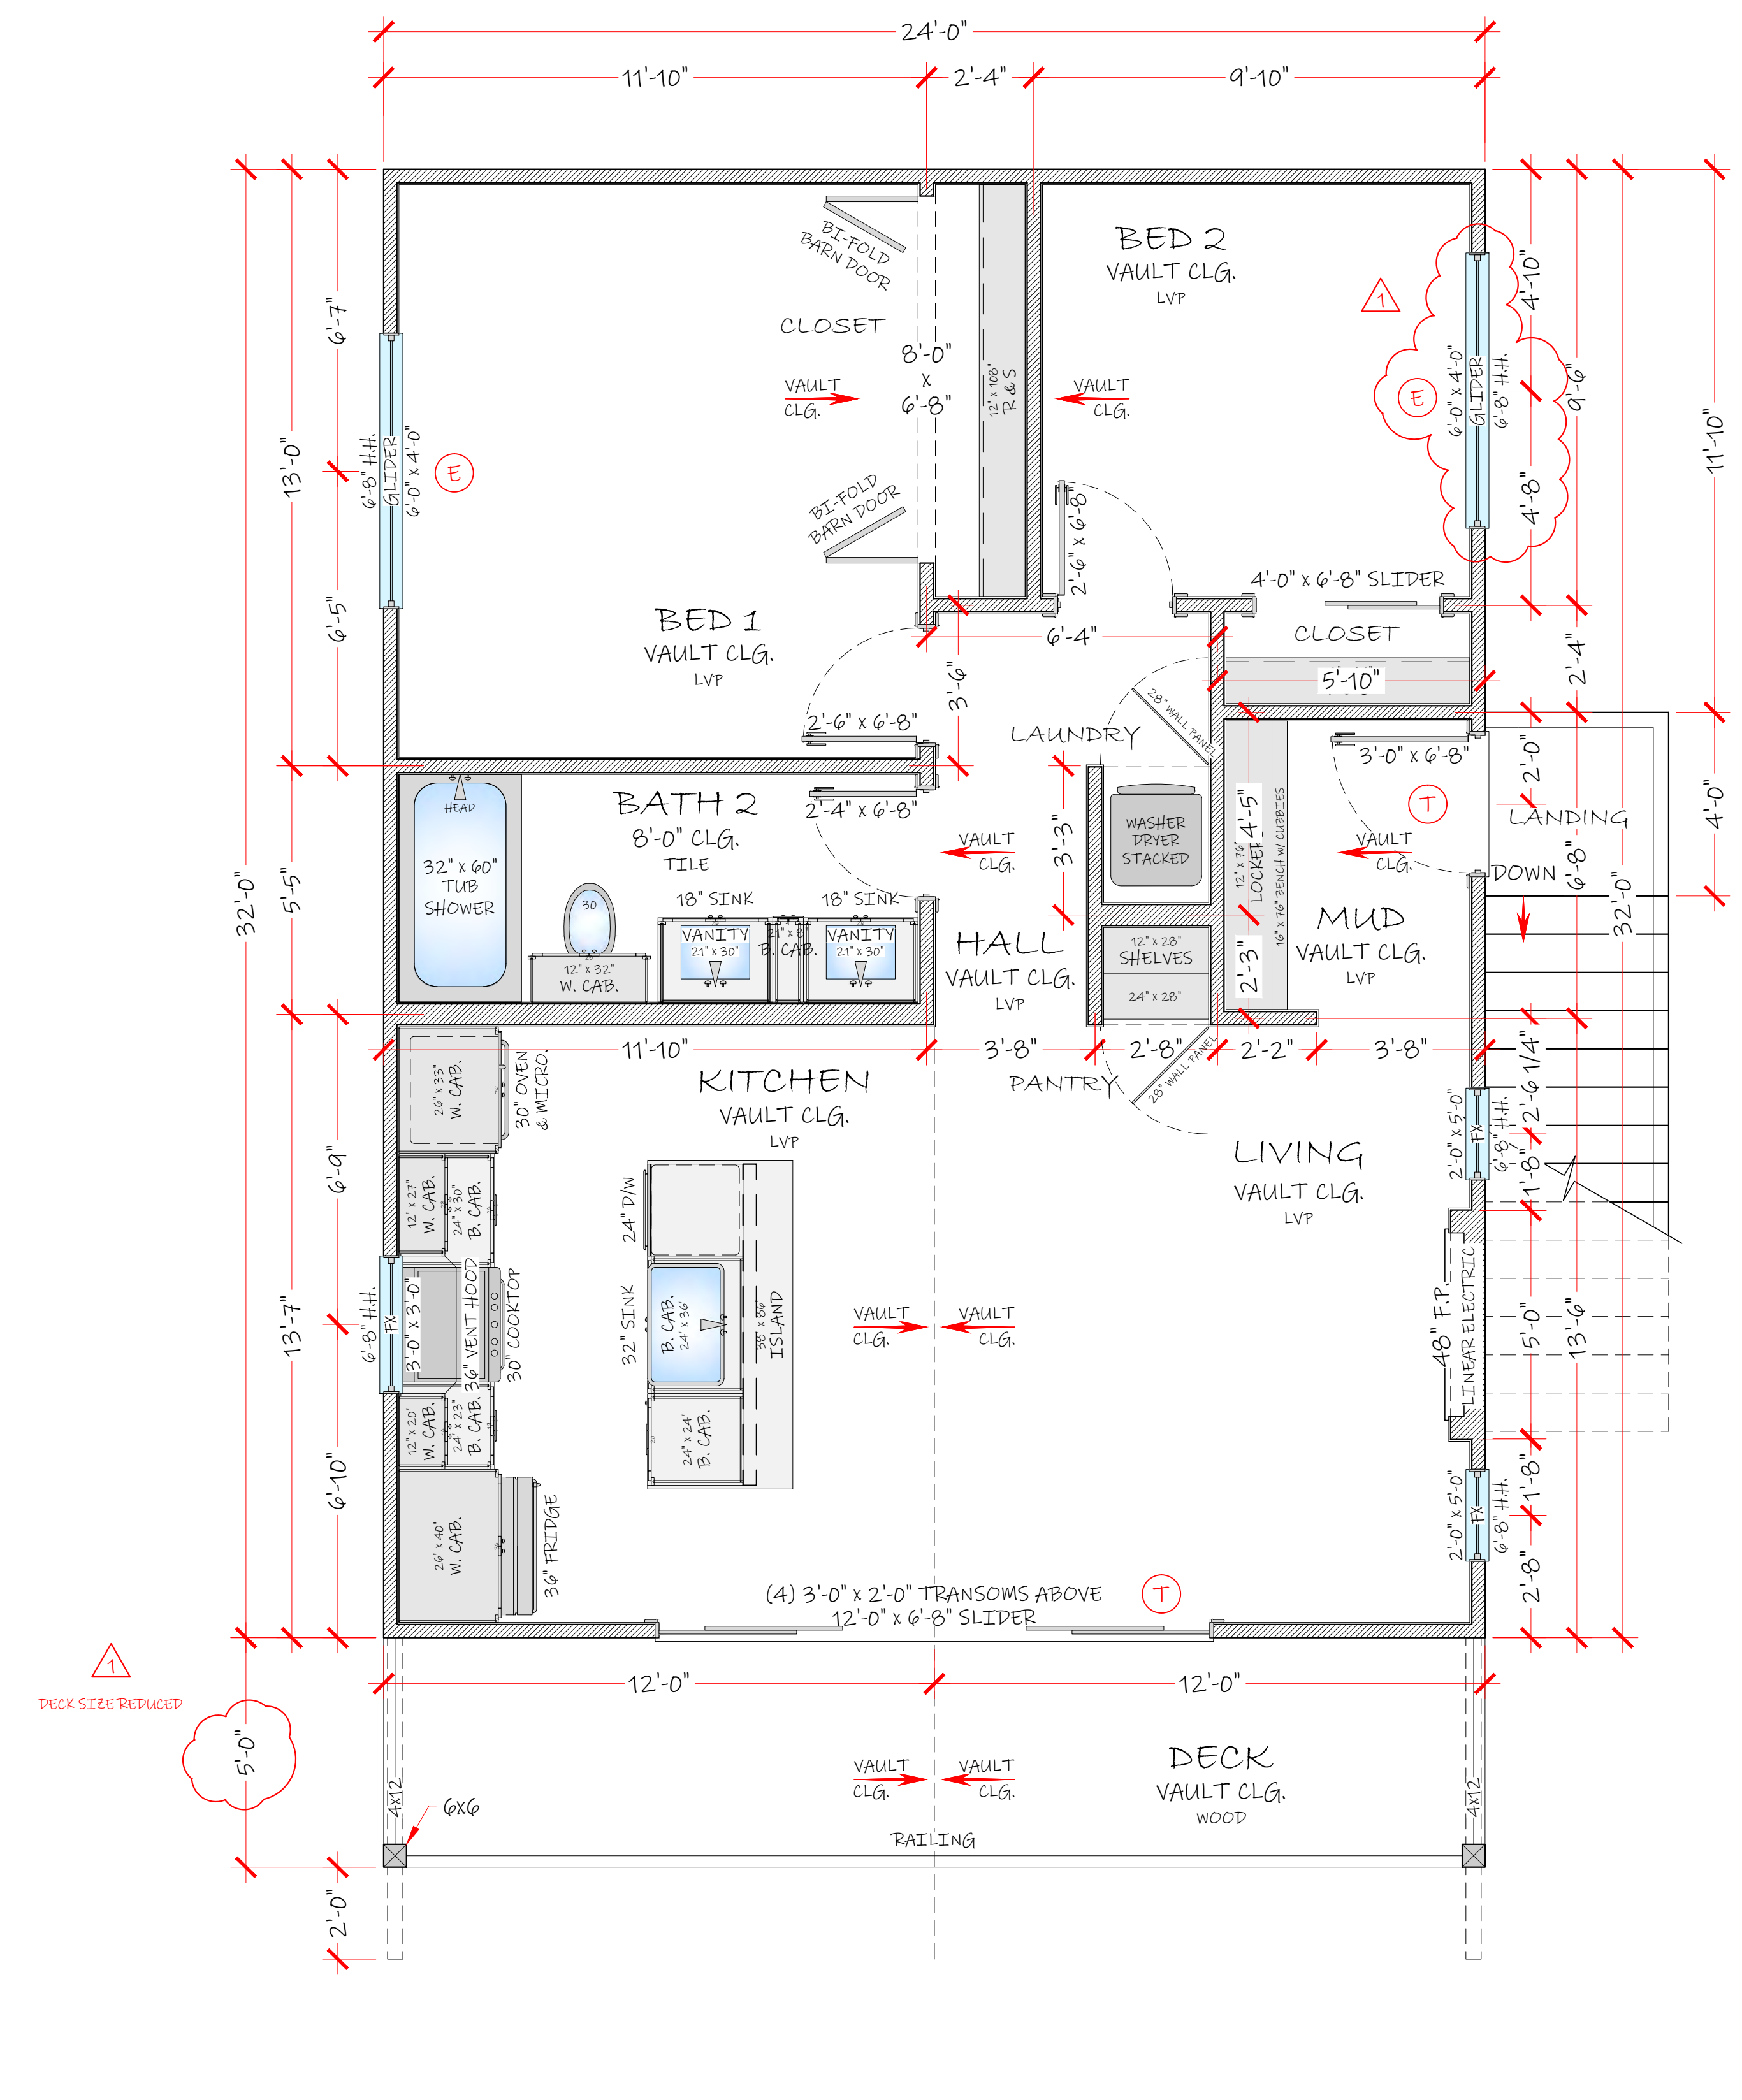 24'-0"
11'-10"
2'-4"
9'-10"
BI-FOLD
BARN DOOR
CLOSET
8'-0"
x
6'-8"
VAULT
CLG.
12" x 108"
R & S
BI-FOLD
BARN DOOR
BED 2
VAULT CLG.
LVP
VAULT
CLG.
1
E
6'-0" x 4'-0"
GLIDER
6'-8" H.H.
4'-10"
4'-8"
9'-6"
11'-10"
6'-7"
13'-0"
6'-8" H.H.
GLIDER
6'-0" x 4'-0"
E
6'-5"
BED 1
VAULT CLG.
LVP
2'-6" x 6'-8"
2'-6" x 6'-8"
4'-0" x 6'-8" SLIDER
6'-4"
CLOSET
3'-6"
5'-10"
2'-4"
28" WALL PANEL
LAUNDRY
3'-0" x 6'-8"
2'-0"
T
LANDING
4'-0"
DOWN
6'-8"
32'-0"
32'-0"
5'-5"
HEAD
32" x 60"
TUB
SHOWER
BATH 2
8'-0" CLG.
TILE
2'-4" x 6'-8"
30
12" x 32"
W. CAB.
18" SINK
18" SINK
VANITY
21" x 30"
B. CAB.
VANITY
21" x 30"
VAULT
CLG.
3'-3"
WASHER
DRYER
STACKED
4'-5"
12" x 76"
16" x 76" BENCH W/ CUBBIES
2'-3"
VAULT
CLG.
MUD
VAULT CLG.
LVP
HALL
VAULT CLG.
LVP
12" x 28"
SHELVES
24" x 28"
11'-10"
3'-8"
2'-8"
2'-2"
3'-8"
28" WALL PANEL
PANTRY
KITCHEN
VAULT CLG.
LVP
26" x 33"
W. CAB.
30" OVEN
& MICRO.
6'-9"
13'-7"
6'-10"
12" x 27"
W. CAB.
24" x 30"
B. CAB.
6'-8" H.H.
FX
3'-0" x 3'-0"
36" VENT HOOD
30" COOKTOP
12" x 20"
W. CAB.
24" x 23"
B. CAB.
26" x 40"
W. CAB.
36" FRIDGE
24" D/W
32" SINK
B. CAB.
24" x 36"
24" x 24"
B. CAB.
38" x 86"
ISLAND
VAULT
CLG.
VAULT
CLG.
LIVING
VAULT CLG.
LVP
2'-0" x 5'-0"
FX
6'-8" H.H.
2'-6 1/4"
1'-8"
48" F.P.
LINEAR ELECTRIC
5'-0"
13'-6"
1'-8"
2'-0" x 5'-0"
FX
6'-8" H.H.
2'-8"
(4) 3'-0" x 2'-0" TRANSOMS ABOVE
12'-0" x 6'-8" SLIDER
T
1
DECK SIZE REDUCED
5'-0"
12'-0"
12'-0"
VAULT
CLG.
VAULT
CLG.
DECK
VAULT CLG.
WOOD
4x12
4x12
6x6
RAILING
2'-0"